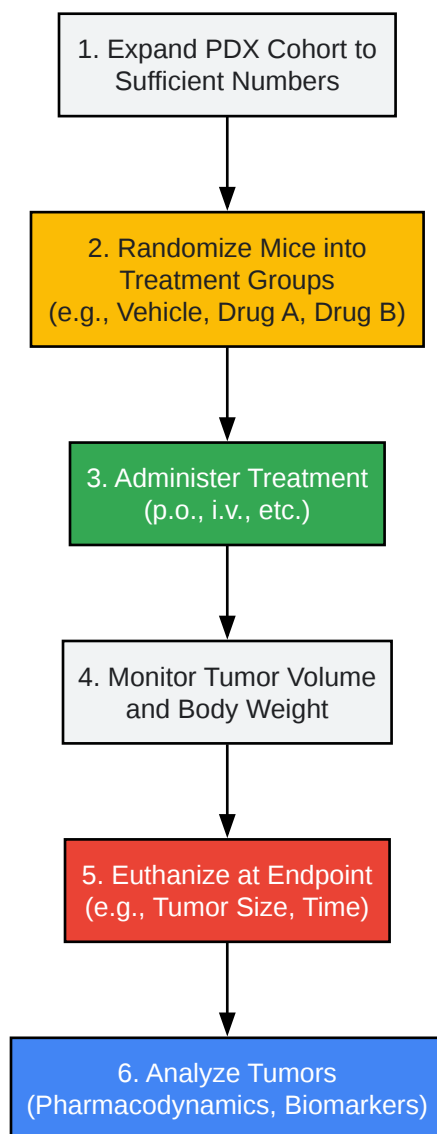 1. Expand PDX Cohort to
Sufficient Numbers
2. Randomize Mice into
Treatment Groups
(e.g., Vehicle, Drug A, Drug B)
3. Administer Treatment
(p.o., i.v., etc.)
4. Monitor Tumor Volume
and Body Weight
5. Euthanize at Endpoint
(e.g., Tumor Size, Time)
6. Analyze Tumors
(Pharmacodynamics, Biomarkers)